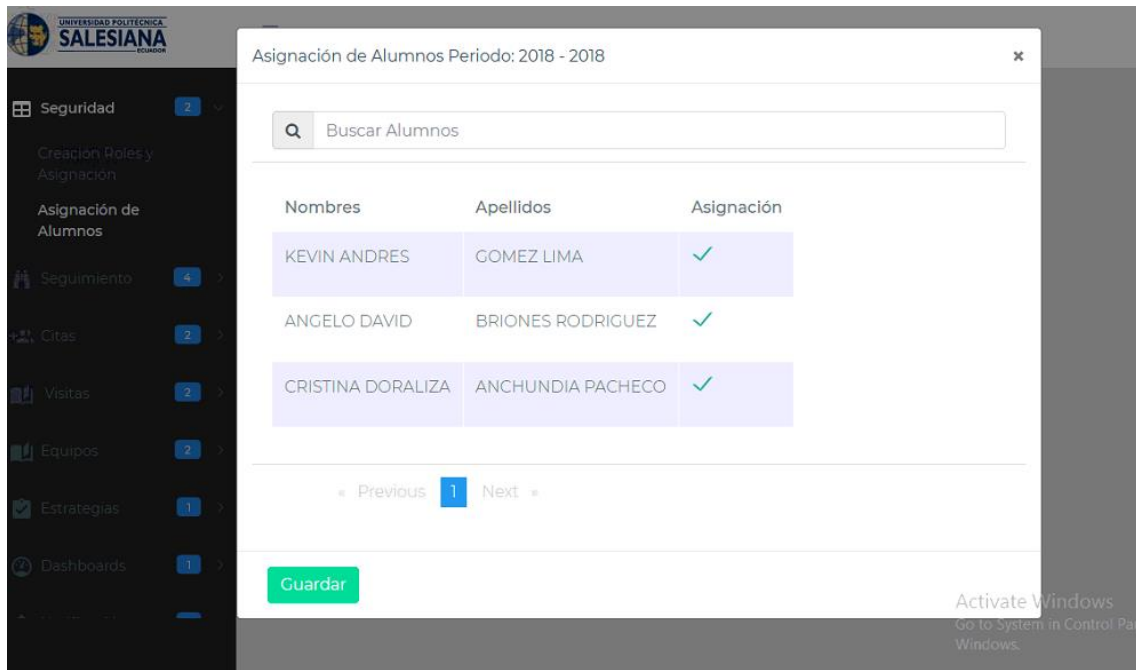 UNIVERSIDAD POLITÉCNICA
SALESIANA
ECUADOR
Seguridad 2
Creación Roles y
Asignación
Asignación de
Alumnos
Seguimiento 4
Citas 2
Visitas 2
Equipos 2
Estrategias 1
Dashboards 1
Asignación de Alumnos Periodo: 2018 - 2018 ×
Buscar Alumnos
Nombres Apellidos Asignación
KEVIN ANDRES GOMEZ LIMA
ANGELO DAVID BRIONES RODRIGUEZ
CRISTINA DORALIZA ANCHUNDIA PACHECO
« Previous 1 Next »
Guardar
Activate Windows
Go to System in Control
Windows.